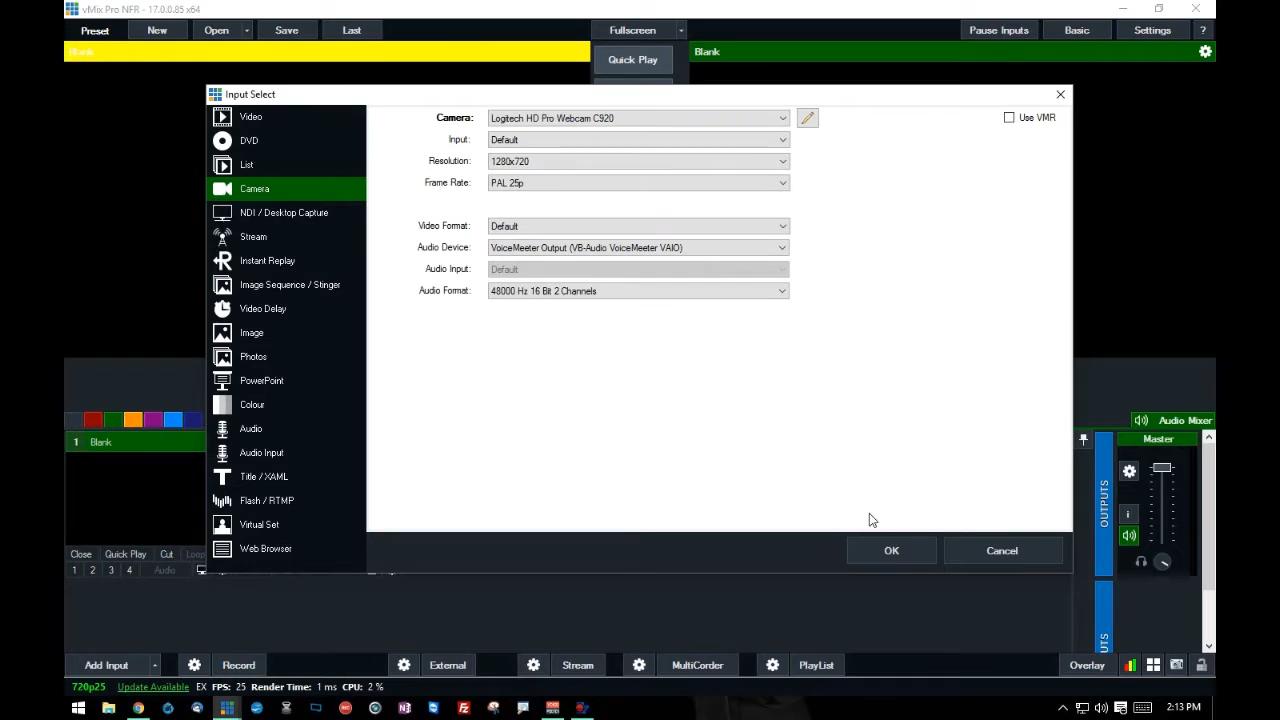 vMix Pro NFR - 17.0.0.85 x64
Preset New Open Save Last Fullscreen Pause Inputs Basic Settings ?
Blank Quick Play Blank
Input Select
Video
DVD
List
Camera
NDI / Desktop Capture
Stream
Instant Replay
Image Sequence / Stinger
Video Delay
Image
Photos
PowerPoint
Colour
Audio
Audio Input
Title / XAML
Flash / RTMP
Virtual Set
Web Browser
Camera: Logitech HD Pro Webcam C920
Use VMR
Input: Default
Resolution: 1280x720
Frame Rate: PAL 25p
Video Format: Default
Audio Device: VoiceMeeter Output (VB-Audio VoiceMeeter VAIO)
Audio Input: Default
Audio Format: 48000 Hz 16 Bit 2 Channels
OK Cancel
1 Blank
Close Quick Play Cut Loop
1 2 3 4 Audio
Audio Mixer
Master
OUTPUTS
i
Add Input Record External Stream MultiCorder PlayList Overlay
720p25 Update Available EX FPS: 25 Render Time: 1 ms CPU: 2 %
2:13 PM